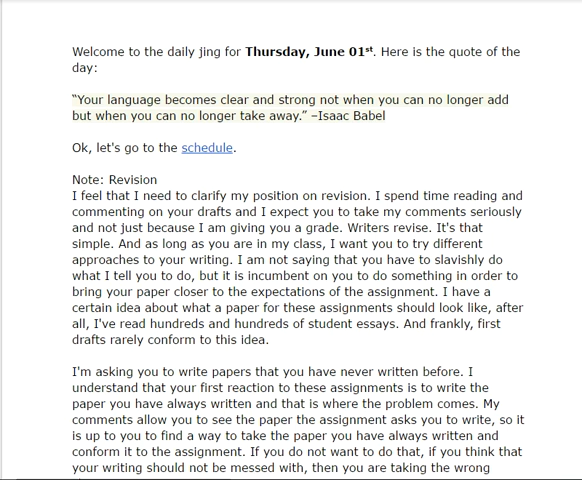 Welcome to the daily jing for Thursday, June 01st. Here is the quote of the
day:
“Your language becomes clear and strong not when you can no longer add
but when you can no longer take away.” –Isaac Babel
Ok, let's go to the schedule.
Note: Revision
I feel that I need to clarify my position on revision. I spend time reading and
commenting on your drafts and I expect you to take my comments seriously
and not just because I am giving you a grade. Writers revise. It's that
simple. And as long as you are in my class, I want you to try different
approaches to your writing. I am not saying that you have to slavishly do
what I tell you to do, but it is incumbent on you to do something in order to
bring your paper closer to the expectations of the assignment. I have a
certain idea about what a paper for these assignments should look like, after
all, I've read hundreds and hundreds of student essays. And frankly, first
drafts rarely conform to this idea.
I'm asking you to write papers that you have never written before. I
understand that your first reaction to these assignments is to write the
paper you have always written and that is where the problem comes. My
comments allow you to see the paper the assignment asks you to write, so it
is up to you to find a way to take the paper you have always written and
conform it to the assignment. If you do not want to do that, if you think that
your writing should not be messed with, then you are taking the wrong